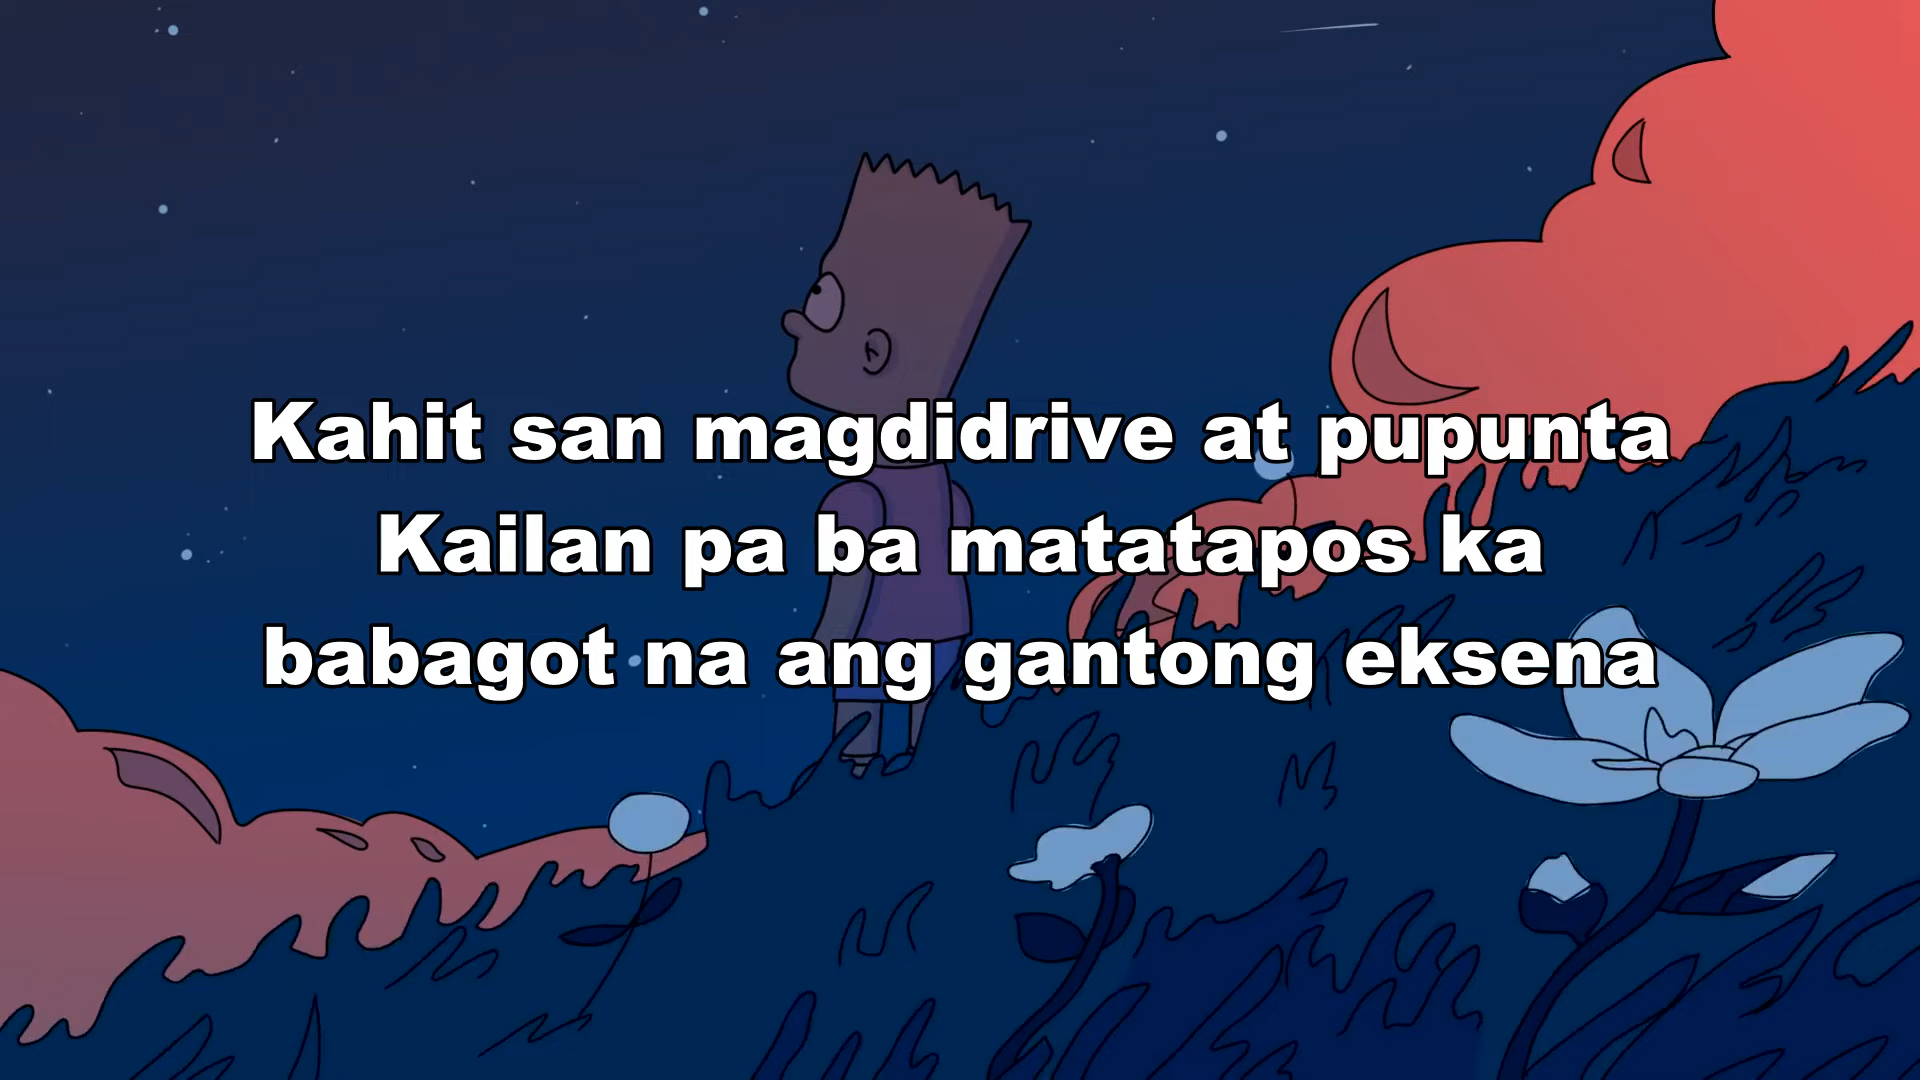 Kahit san magdidrive at pupunta
Kailan pa ba matatapos ka
babagot na ang gantong eksena